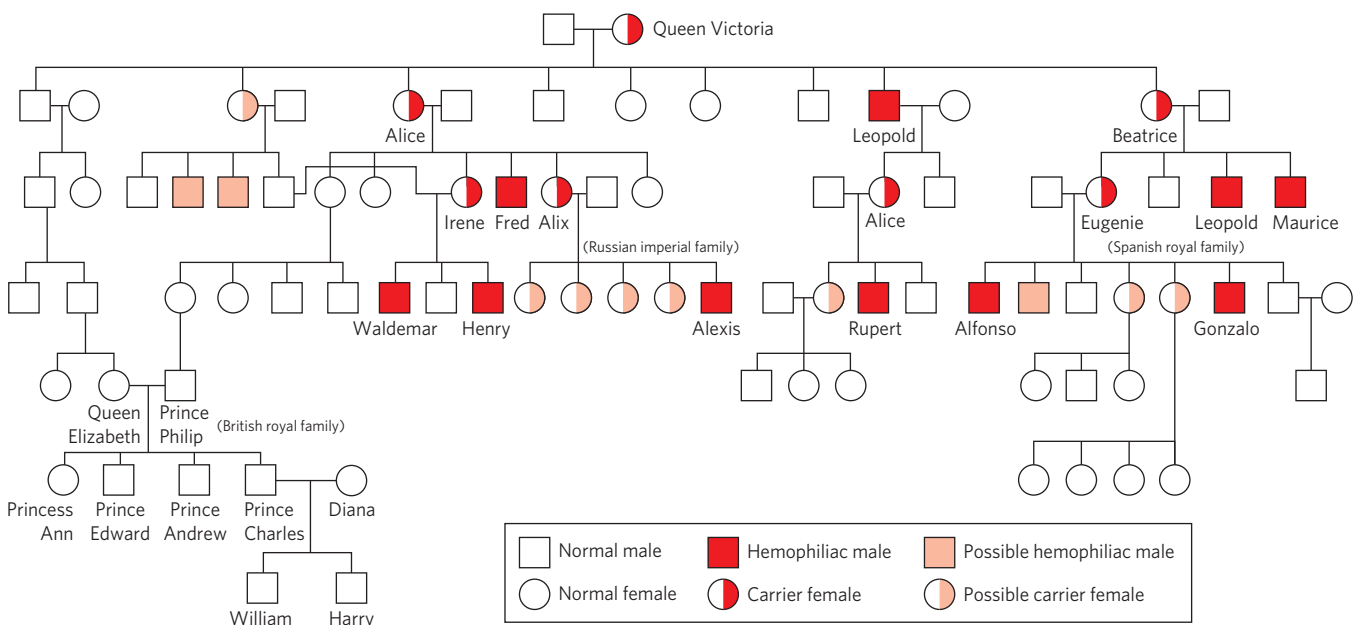 Queen Victoria
Alice
Leopold
Beatrice
Irene
Fred
Alix
Alice
Eugenie
Leopold
Maurice
(Russian imperial family)
(Spanish royal family)
Waldemar
Henry
Alexis
Rupert
Alfonso
Gonzalo
Queen
Elizabeth
Prince
Philip
(British royal family)
Princess
Ann
Prince
Edward
Prince
Andrew
Prince
Charles
Diana
William
Harry
Normal male
Hemophiliac male
Possible hemophiliac male
Normal female
Carrier female
Possible carrier female